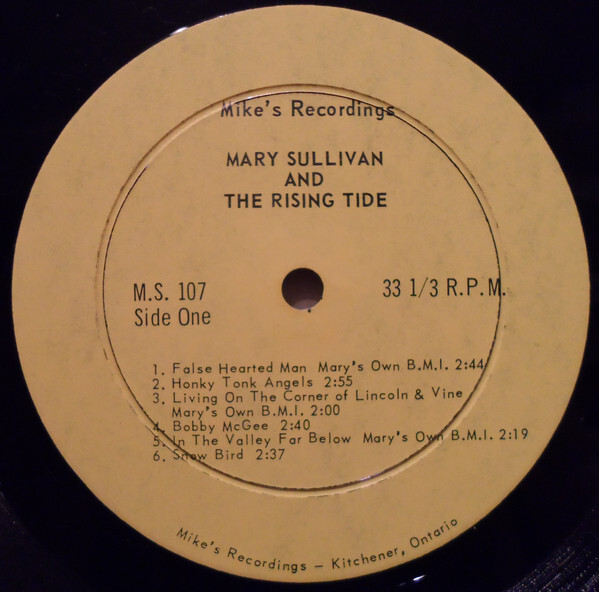 Mike's Recordings
MARY SULLIVAN
AND
THE RISING TIDE
M.S. 107
Side One
33 1/3 R.P.M.
1. False Hearted Man Mary's Own B.M.I. 2:44
2. Honky Tonk Angels 2:55
3. Living On The Corner of Lincoln & Vine
Mary's Own B.M.I. 2:00
4. Bobby McGee 2:40
5. In The Valley Far Below Mary's Own B.M.I. 2:19
6. Snow Bird 2:37
Mike's Recordings – Kitchener, Ontario